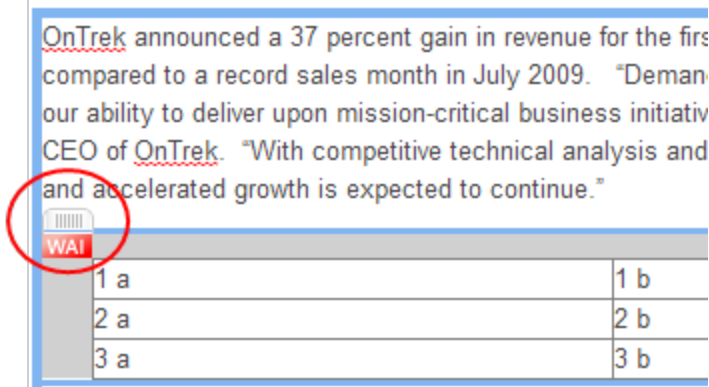 OnTrek announced a 37 percent gain in revenue for the firs
compared to a record sales month in July 2009.   “Deman
our ability to deliver upon mission-critical business initiativ
CEO of OnTrek.  “With competitive technical analysis and
and accelerated growth is expected to continue.”
WAI
1 a 1 b
2 a 2 b
3 a 3 b